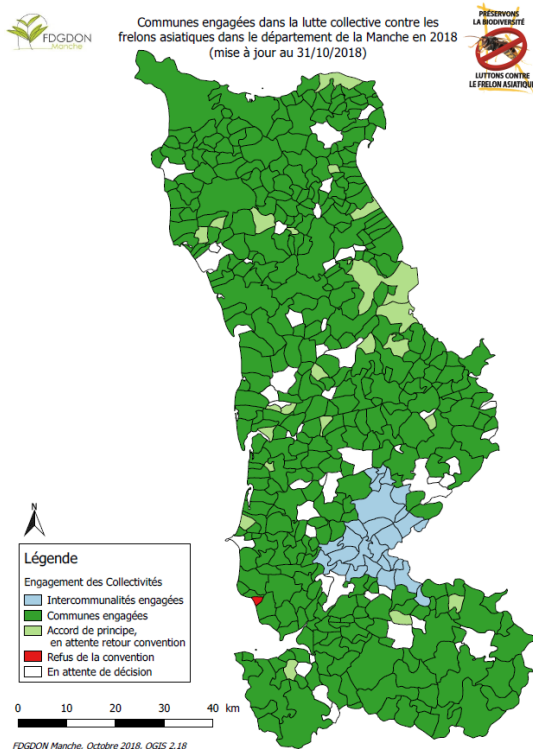 FDGDON
Manche
Communes engagées dans la lutte collective contre les
frelons asiatiques dans le département de la Manche en 2018
(mise à jour au 31/10/2018)
PRÉSERVONS
LA BIODIVERSITÉ
LUTTONS CONTRE
LE FRELON ASIATIQUE
N
Légende
Engagement des Collectivités
Intercommunalités engagées
Communes engagées
Accord de principe,
en attente retour convention
Refus de la convention
En attente de décision
0 10 20 30 40 km
FDGDON Manche, Octobre 2018, QGIS 2.18